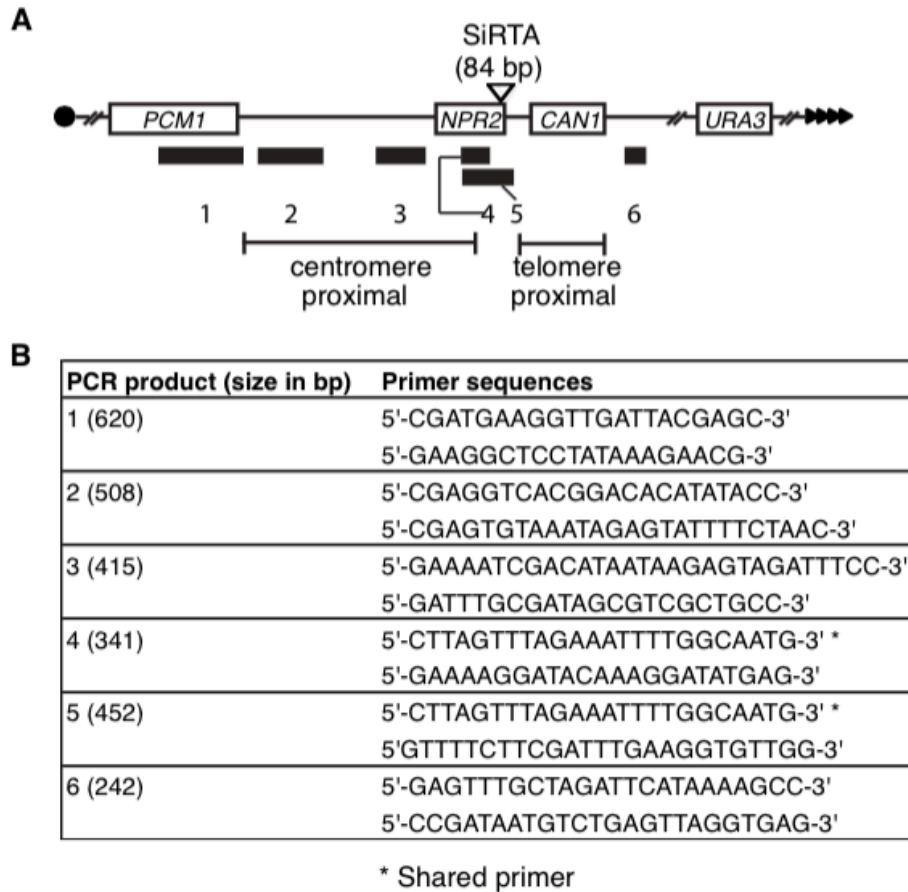 A
SiRTA
(84 bp)
PCM1 NPR2 CAN1 URA3
1 2 3 4 5 6
centromere telomere
proximal proximal
B
PCR product (size in bp) Primer sequences
1 (620) 5'-CGATGAAGGTTGATTACGAGC-3'
5'-GAAGGCTCCTATAAAGAACG-3'
2 (508) 5'-CGAGGTCACGGACACATATACC-3'
5'-CGAGTGTAAATAGAGTATTTTCTAAC-3'
3 (415) 5'-GAAAATCGACATAATAAGAGTAGATTTCC-3'
5'-GATTTGCGATAGCGTCGCTGCC-3'
4 (341) 5'-CTTAGTTTAGAAATTTTGGCAATG-3' *
5'-GAAAAGGATACAAAGGATATGAG-3'
5 (452) 5'-CTTAGTTTAGAAATTTTGGCAATG-3' *
5'GTTTTCTTCGATTTGAAGGTGTTGG-3'
6 (242) 5'-GAGTTTGCTAGATTCATAAAAGCC-3'
5'-CCGATAATGTCTGAGTTAGGTGAG-3'
* Shared primer